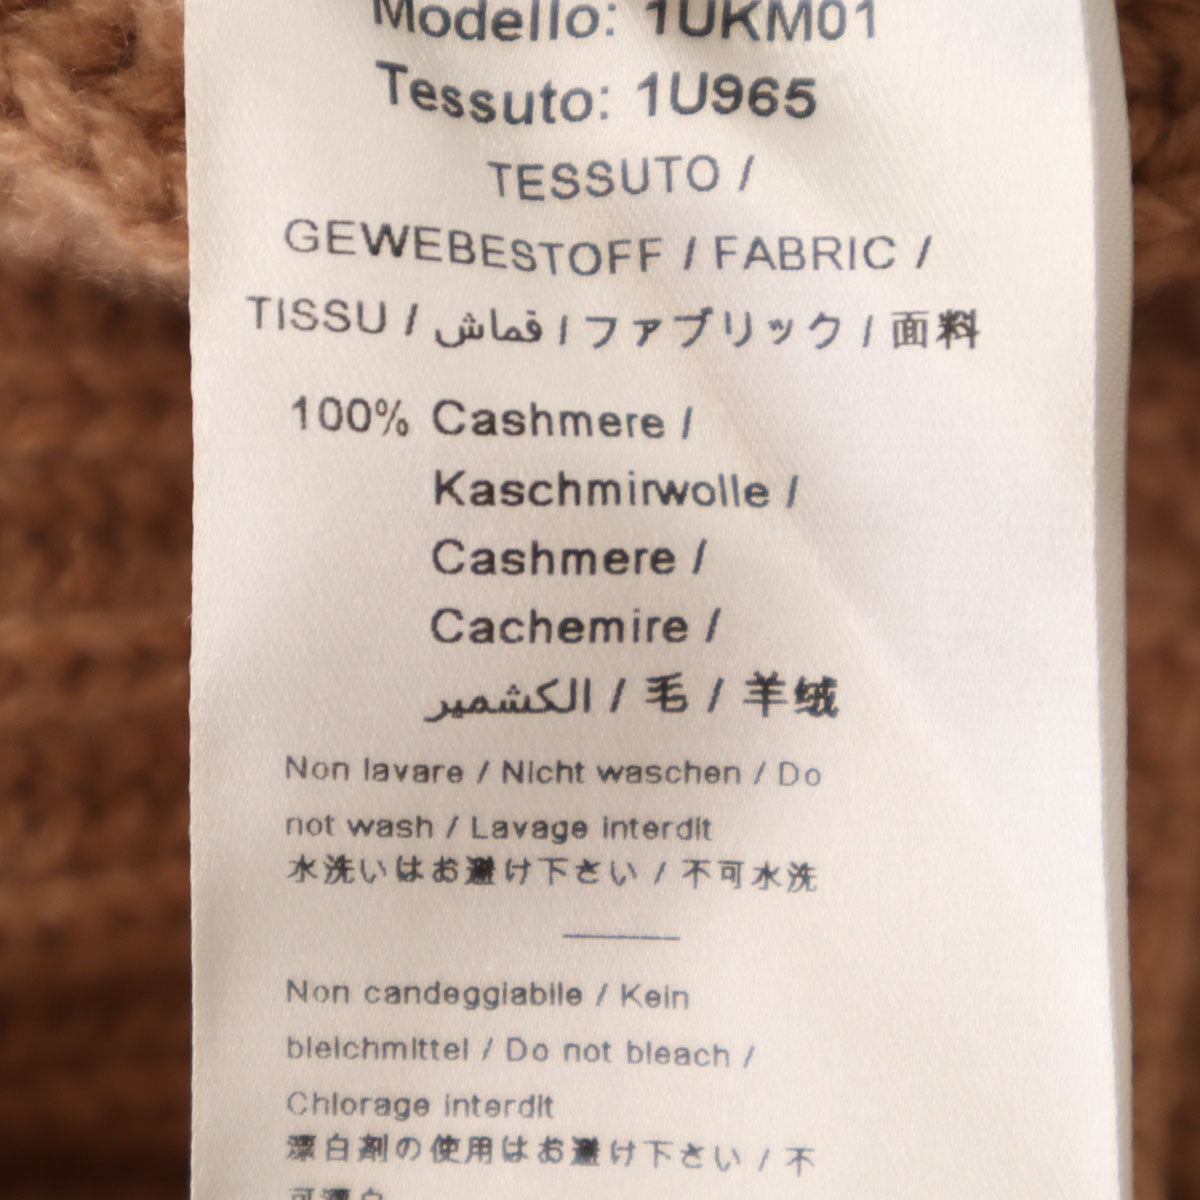 Modello: 1UKM01
Tessuto: 1U965
TESSUTO /
GEWEBESTOFF / FABRIC /
TISSU / قماش / ファブリック / 面料
100% Cashmere /
Kaschmirwolle /
Cashmere /
Cachemire /
الكشمير / 毛 / 羊绒
Non lavare / Nicht waschen / Do
not wash / Lavage interdit
水洗いはお避け下さい / 不可水洗
Non candeggiabile / Kein
bleichmittel / Do not bleach /
Chlorage interdit
漂白剤の使用はお避け下さい / 不
可漂白